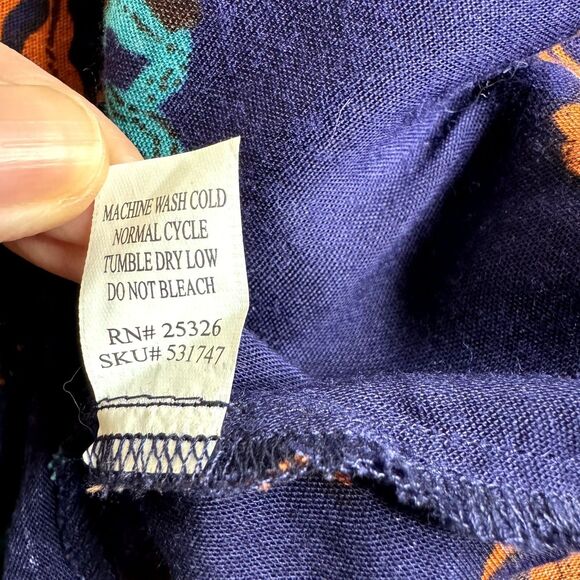 MACHINE WASH COLD
NORMAL CYCLE
TUMBLE DRY LOW
DO NOT BLEACH
RN# 25326
SKU# 531747